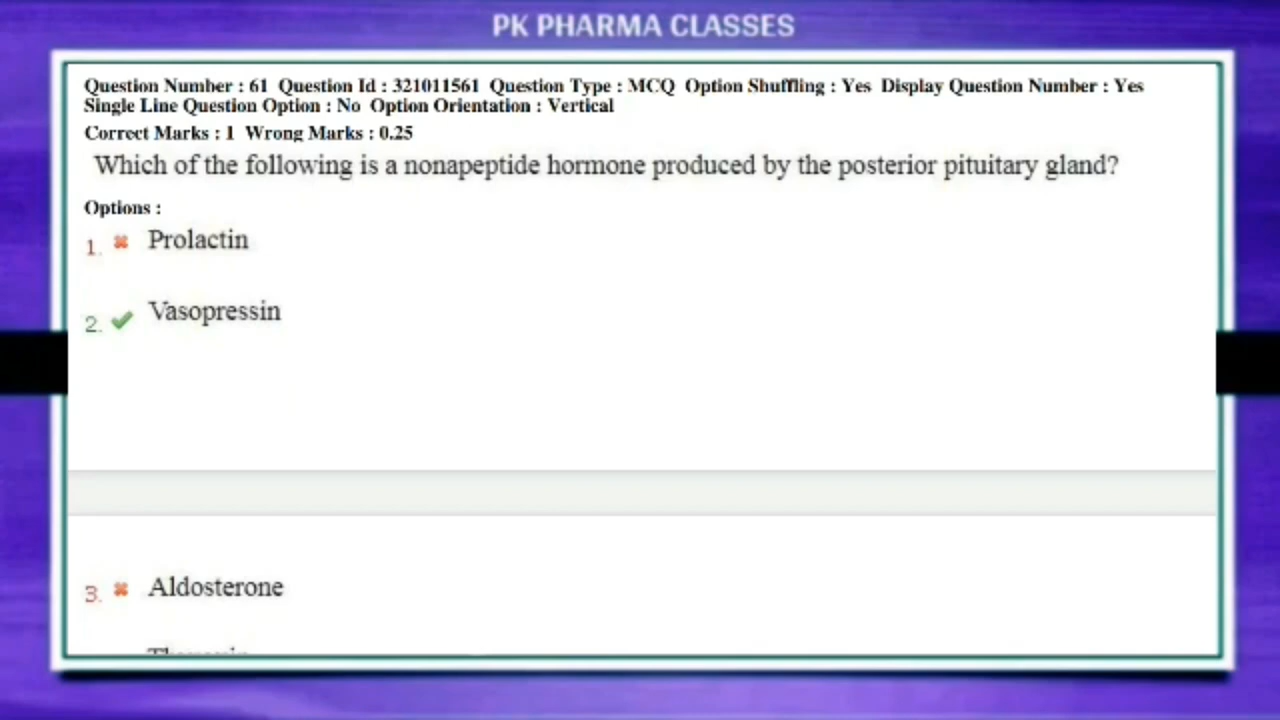 PK PHARMA CLASSES
Question Number : 61 Question Id : 321011561 Question Type : MCQ Option Shuffling : Yes Display Question Number : Yes
Single Line Question Option : No Option Orientation : Vertical
Correct Marks : 1 Wrong Marks : 0.25
Which of the following is a nonapeptide hormone produced by the posterior pituitary gland?
Options :
1. ✖ Prolactin
2. ✔ Vasopressin
3. ✖ Aldosterone